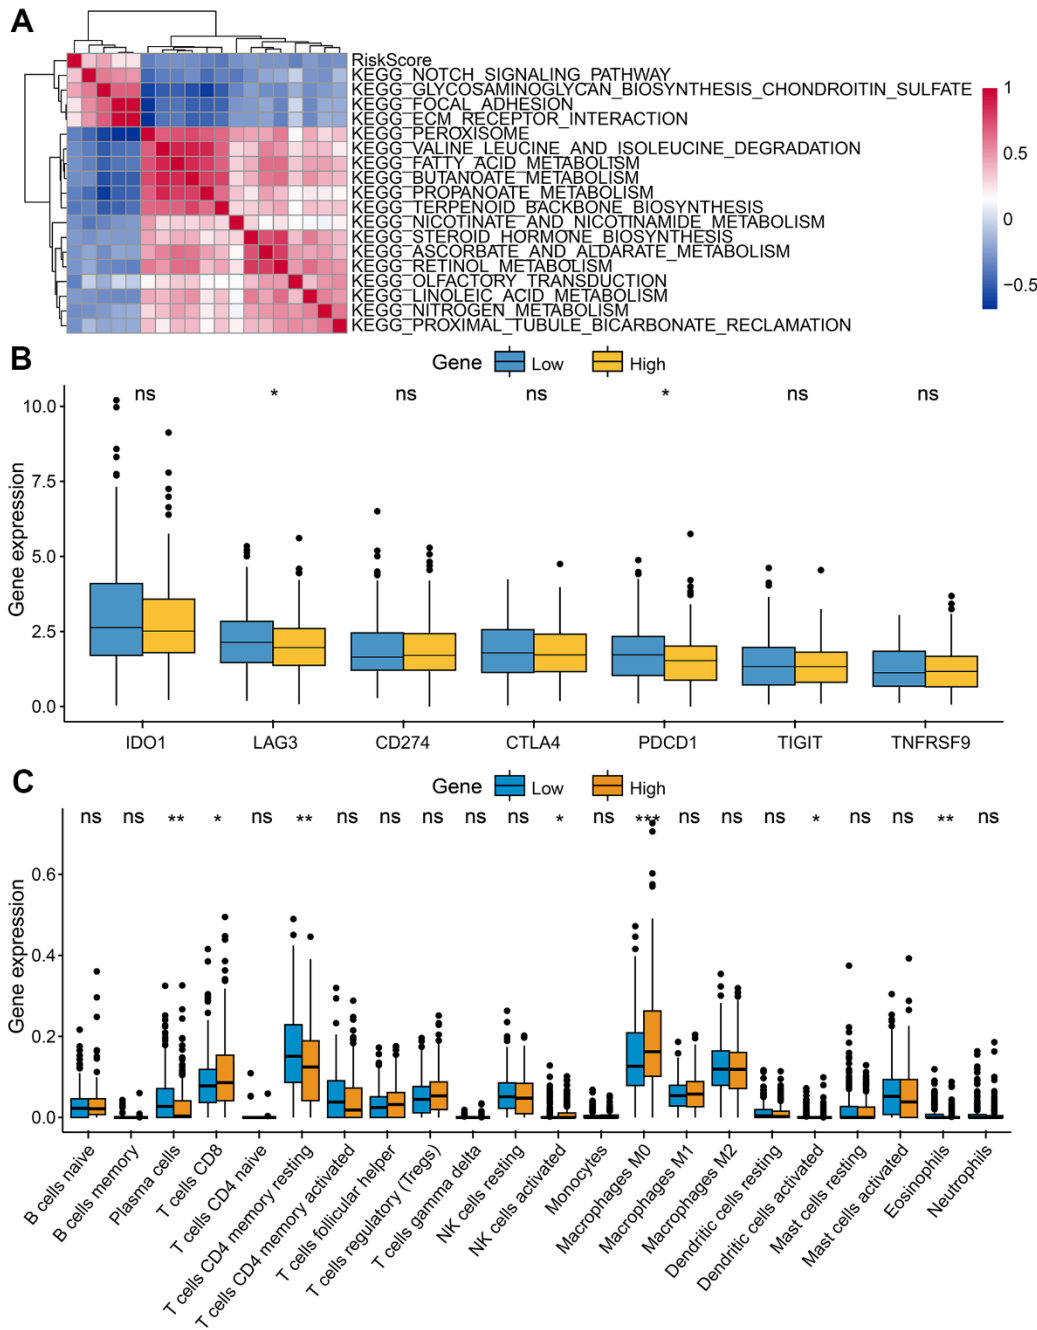 A
RiskScore
KEGG_NOTCH_SIGNALING_PATHWAY
KEGG_GLYCOSAMINOGLYCAN_BIOSYNTHESIS_CHONDROITIN_SULFATE
KEGG_FOCAL_ADHESION
KEGG_ECM_RECEPTOR_INTERACTION
KEGG_PEROXISOME
KEGG_VALINE_LEUCINE_AND_ISOLEUCINE_DEGRADATION
KEGG_FATTY_ACID_METABOLISM
KEGG_BUTANOATE_METABOLISM
KEGG_PROPANOATE_METABOLISM
KEGG_TERPENOID_BACKBONE_BIOSYNTHESIS
KEGG_NICOTINATE_AND_NICOTINAMIDE_METABOLISM
KEGG_STEROID_HORMONE_BIOSYNTHESIS
KEGG_ASCORBATE_AND_ALDARATE_METABOLISM
KEGG_RETINOL_METABOLISM
KEGG_OLFACTORY_TRANSDUCTION
KEGG_LINOLEIC_ACID_METABOLISM
KEGG_NITROGEN_METABOLISM
KEGG_PROXIMAL_TUBULE_BICARBONATE_RECLAMATION
1
0.5
0
−0.5
B
Gene Low High
ns * ns ns * ns ns
Gene expression
10.0
7.5
5.0
2.5
0.0
IDO1 LAG3 CD274 CTLA4 PDCD1 TIGIT TNFRSF9
C
Gene Low High
ns ns ** * ns ** ns ns ns ns ns * ns *** ns ns ns * ns ns ** ns
Gene expression
0.6
0.4
0.2
0.0
B cells naive
B cells memory
Plasma cells
T cells CD8
T cells CD4 naive
T cells CD4 memory resting
T cells CD4 memory activated
T cells follicular helper
T cells regulatory (Tregs)
T cells gamma delta
NK cells resting
NK cells activated
Monocytes
Macrophages M0
Macrophages M1
Macrophages M2
Dendritic cells resting
Dendritic cells activated
Mast cells resting
Mast cells activated
Eosinophils
Neutrophils